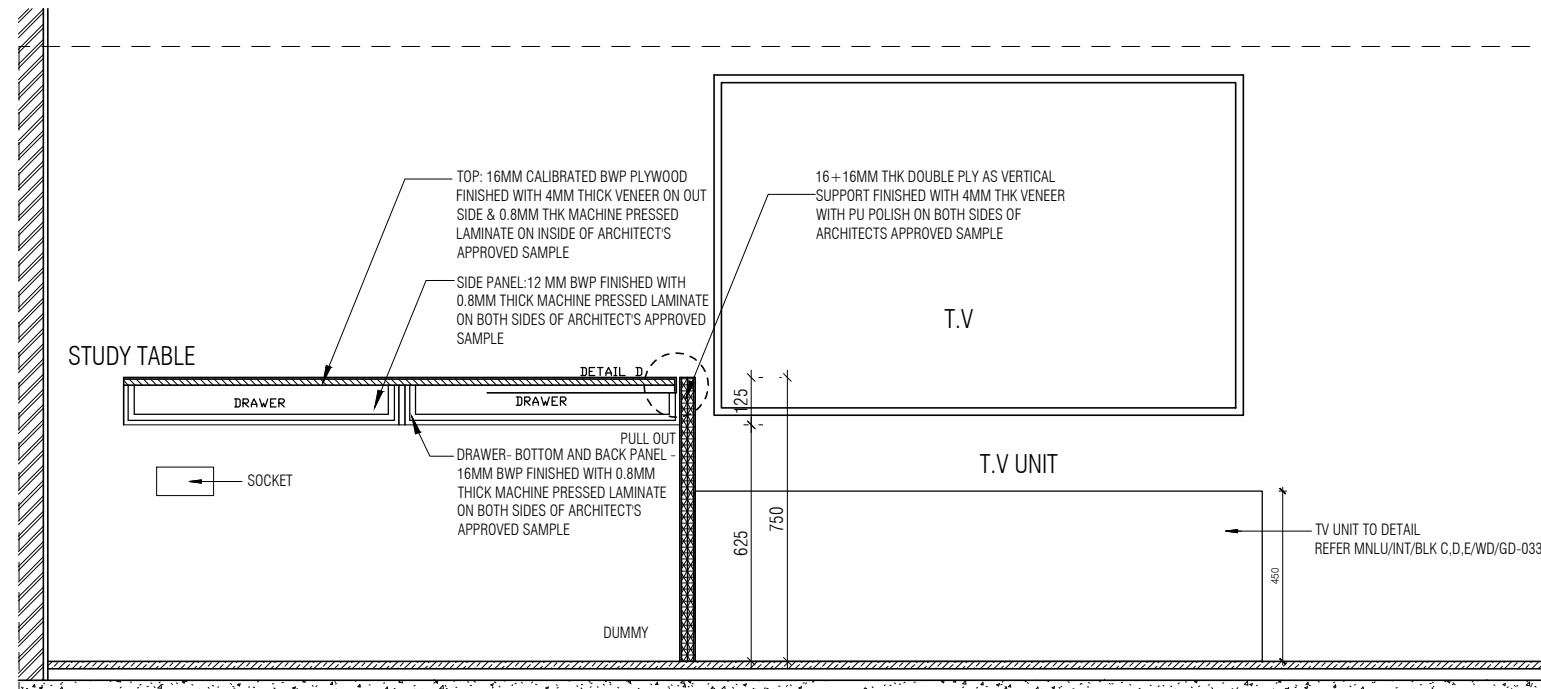 TOP: 16MM CALIBRATED BWP PLYWOOD
FINISHED WITH 4MM THICK VENEER ON OUT
SIDE & 0.8MM THK MACHINE PRESSED
LAMINATE ON INSIDE OF ARCHITECT'S
APPROVED SAMPLE
16+16MM THK DOUBLE PLY AS VERTICAL
SUPPORT FINISHED WITH 4MM THK VENEER
WITH PU POLISH ON BOTH SIDES OF
ARCHITECTS APPROVED SAMPLE
SIDE PANEL:12 MM BWP FINISHED WITH
0.8MM THICK MACHINE PRESSED LAMINATE
ON BOTH SIDES OF ARCHITECT'S APPROVED
SAMPLE
T.V
STUDY TABLE
DETAIL D
DRAWER
DRAWER
125
PULL OUT
DRAWER- BOTTOM AND BACK PANEL -
16MM BWP FINISHED WITH 0.8MM
THICK MACHINE PRESSED LAMINATE
ON BOTH SIDES OF ARCHITECT'S
APPROVED SAMPLE
SOCKET
T.V UNIT
750
625
TV UNIT TO DETAIL
REFER MNLU/INT/BLK C,D,E/WD/GD-033
450
DUMMY